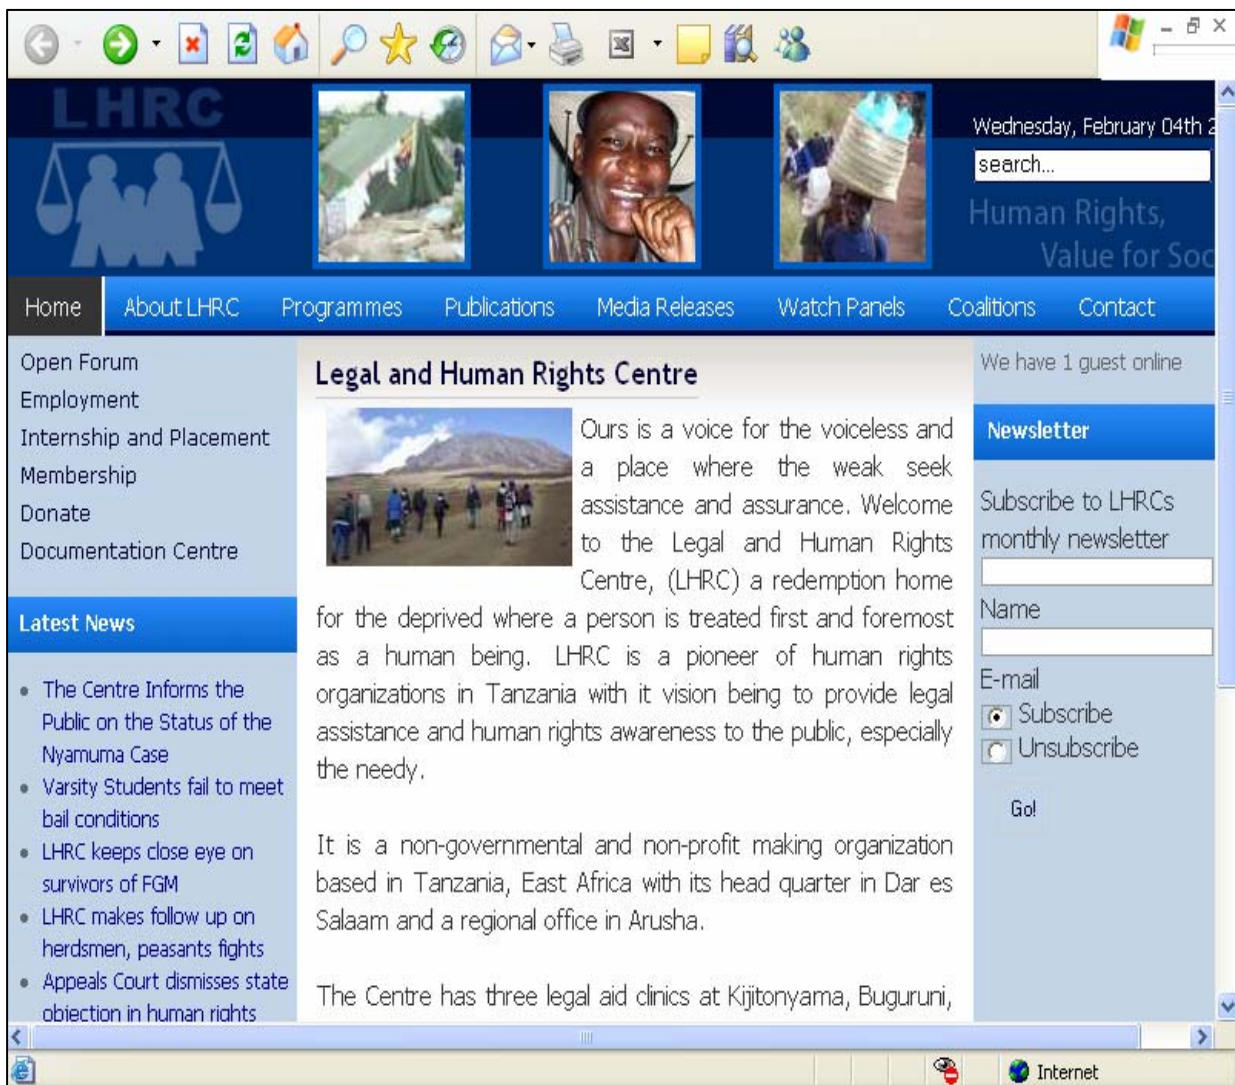 LHRC
Wednesday, February 04th 2
search...
Human Rights,
Value for Soc
Home
About LHRC
Programmes
Publications
Media Releases
Watch Panels
Coalitions
Contact
Open Forum
Employment
Internship and Placement
Membership
Donate
Documentation Centre
Latest News
The Centre Informs the
Public on the Status of the
Nyamuma Case
Varsity Students fail to meet
bail conditions
LHRC keeps close eye on
survivors of FGM
LHRC makes follow up on
herdsmen, peasants fights
Appeals Court dismisses state
objection in human rights
Legal and Human Rights Centre
Ours is a voice for the voiceless and
a place where the weak seek
assistance and assurance. Welcome
to the Legal and Human Rights
Centre, (LHRC) a redemption home
for the deprived where a person is treated first and foremost
as a human being. LHRC is a pioneer of human rights
organizations in Tanzania with it vision being to provide legal
assistance and human rights awareness to the public, especially
the needy.
It is a non-governmental and non-profit making organization
based in Tanzania, East Africa with its head quarter in Dar es
Salaam and a regional office in Arusha.
The Centre has three legal aid clinics at Kijitonyama, Buguruni,
We have 1 guest online
Newsletter
Subscribe to LHRCs
monthly newsletter
Name
E-mail
Subscribe
Unsubscribe
Go!
Internet